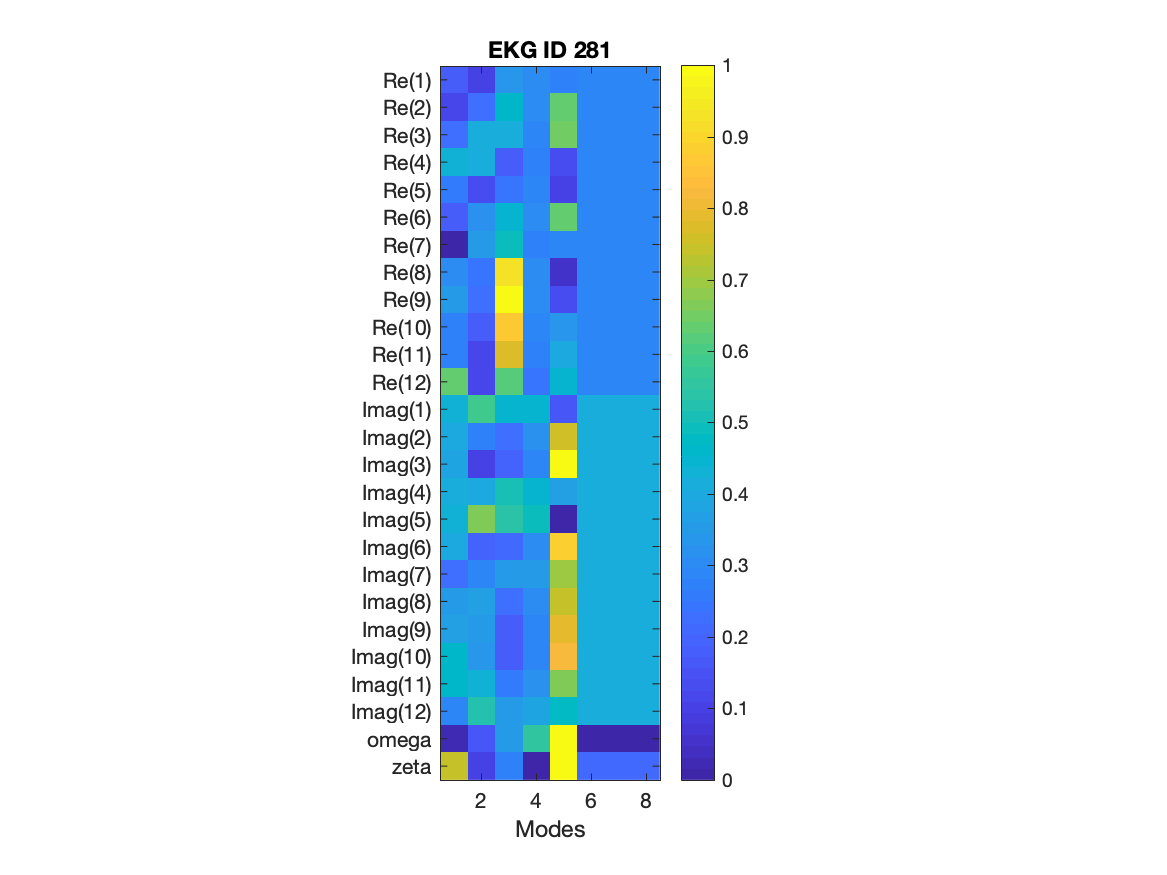 EKG ID 281
Re(1)
Re(2)
Re(3)
Re(4)
Re(5)
Re(6)
Re(7)
Re(8)
Re(9)
Re(10)
Re(11)
Re(12)
Imag(1)
Imag(2)
Imag(3)
Imag(4)
Imag(5)
Imag(6)
Imag(7)
Imag(8)
Imag(9)
Imag(10)
Imag(11)
Imag(12)
omega
zeta
2 4 6 8
Modes
1
0.9
0.8
0.7
0.6
0.5
0.4
0.3
0.2
0.1
0